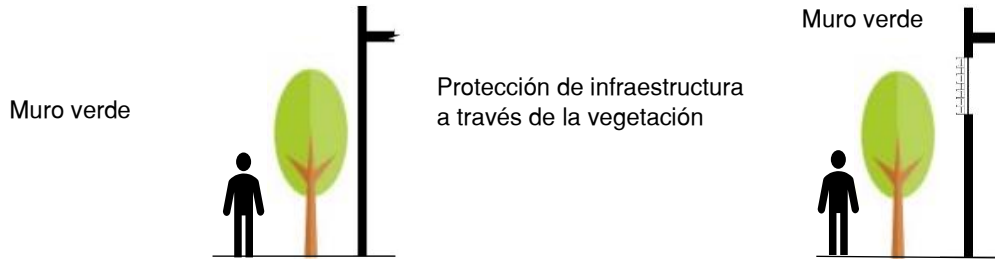 Muro verde
Protección de infraestructura
a través de la vegetación
Muro verde